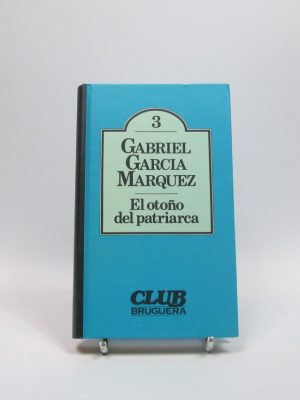 3
GABRIEL
GARCIA
MARQUEZ
El otoño
del patriarca
CLUB
BRUGUERA